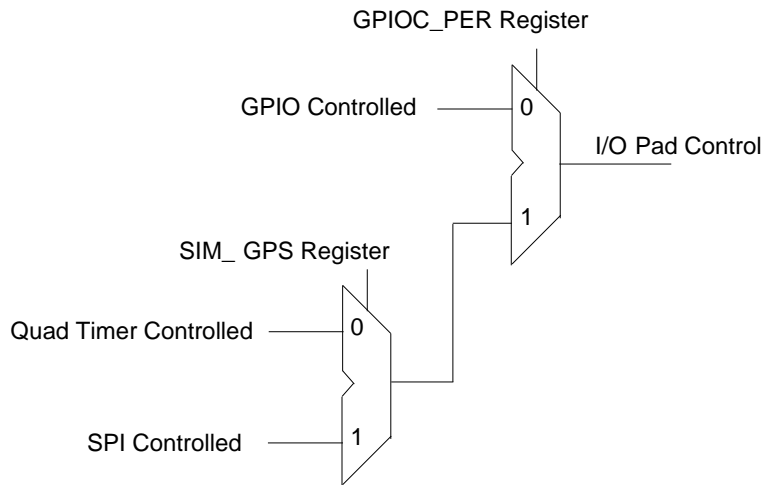 GPIOC_PER Register
GPIO Controlled
0
I/O Pad Control
1
SIM_ GPS Register
Quad Timer Controlled
0
SPI Controlled
1